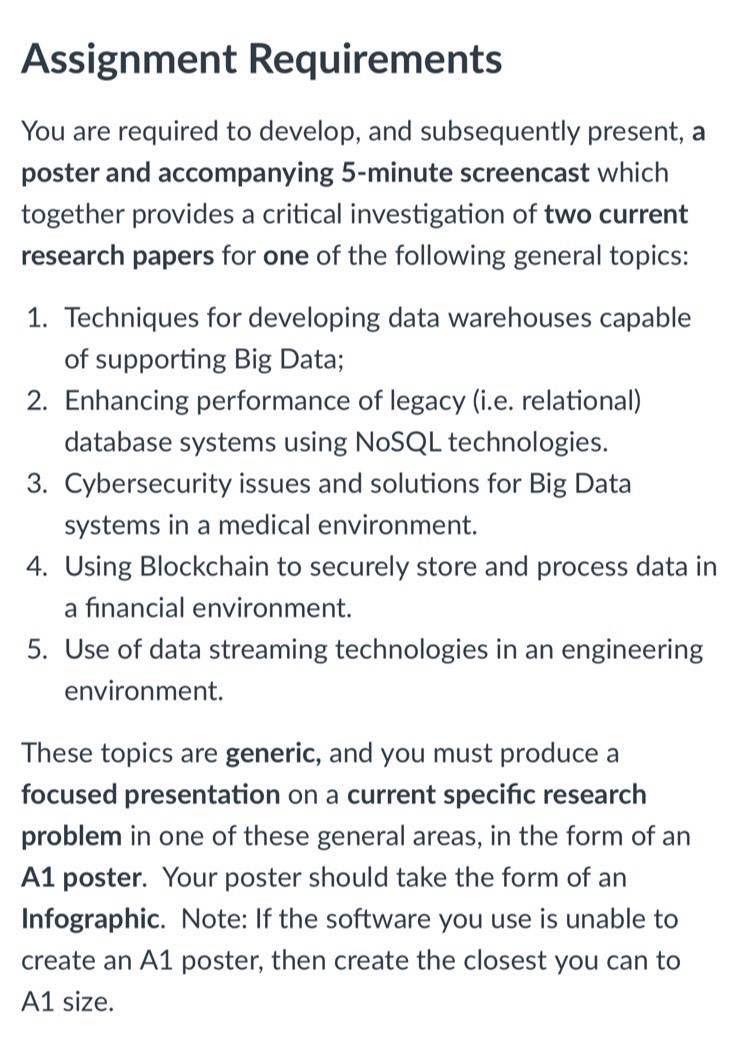 Assignment Requirements
You are required to develop, and subsequently present, a
poster and accompanying 5-minute screencast which
together provides a critical investigation of two current
research papers for one of the following general topics:
1. Techniques for developing data warehouses capable
of supporting Big Data;
2. Enhancing performance of legacy (i.e. relational)
database systems using NoSQL technologies.
3. Cybersecurity issues and solutions for Big Data
systems in a medical environment.
4. Using Blockchain to securely store and process data in
a financial environment.
5. Use of data streaming technologies in an engineering
environment.
These topics are generic, and you must produce a
focused presentation on a current specific research
problem in one of these general areas, in the form of an
A1 poster. Your poster should take the form of an
Infographic. Note: If the software you use is unable to
create an A1 poster, then create the closest you can to
A1 size.